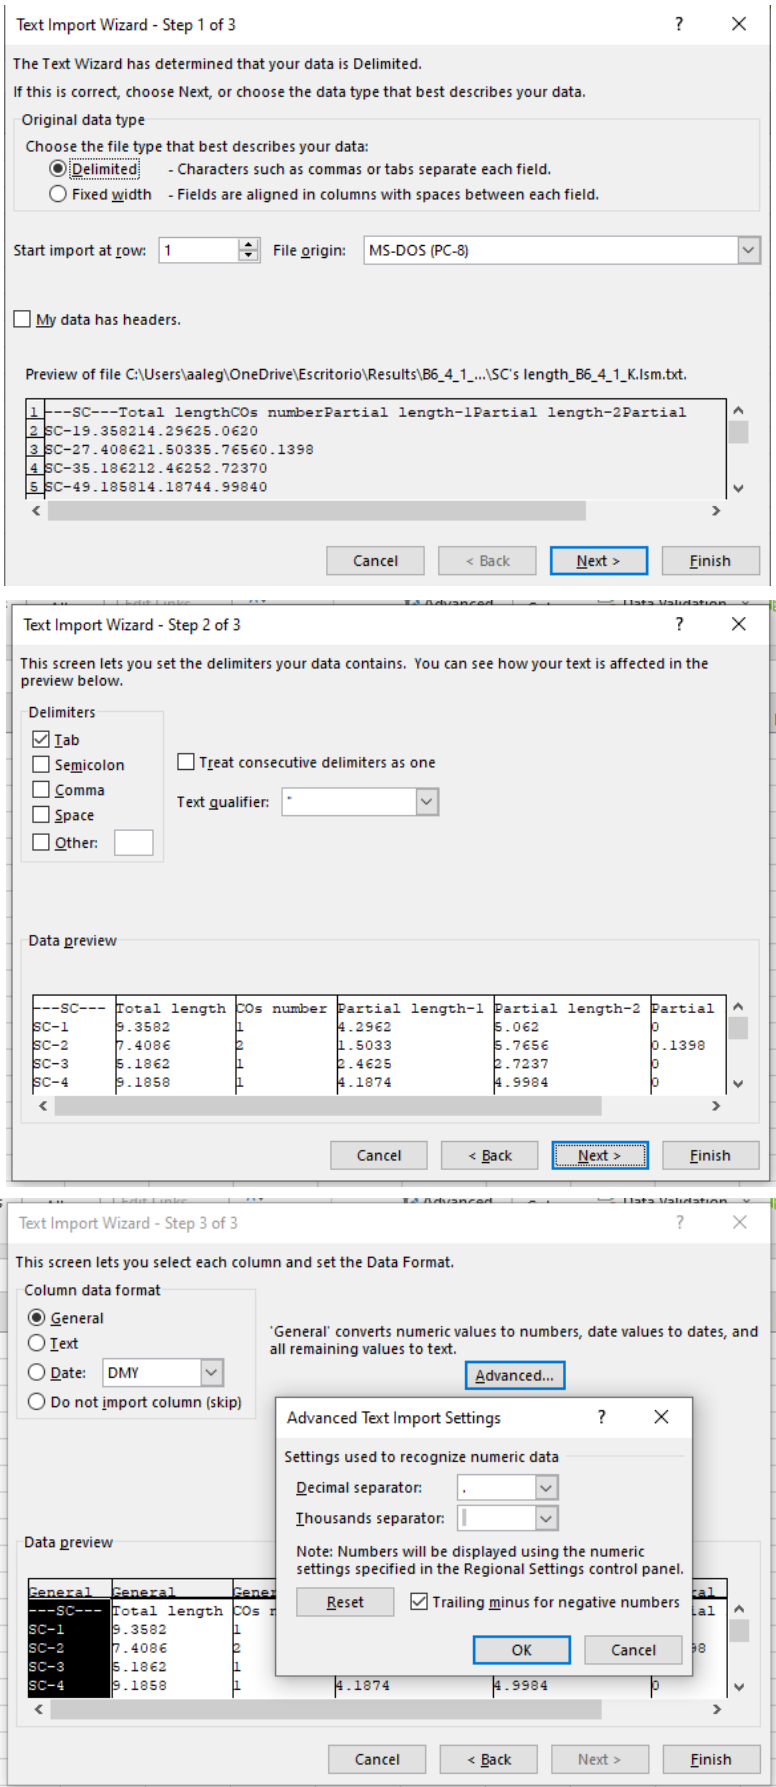 Text Import Wizard - Step 1 of 3
?
The Text Wizard has determined that your data is Delimited.
If this is correct, choose Next, or choose the data type that best describes your data.
Original data type
Choose the file type that best describes your data:
Delimited - Characters such as commas or tabs separate each field.
Fixed width - Fields are aligned in columns with spaces between each field.
Start import at row: 1 File origin: MS-DOS (PC-8)
My data has headers.
Preview of file C:\Users\aaleg\OneDrive\Escritorio\Results\B6_4_1_...\SC's length_B6_4_1_K.lsm.txt.
1 ---SC---Total lengthCOs numberPartial length-1Partial length-2Partial
2 SC-19.358214.29625.0620
3 SC-27.408621.50335.76560.1398
4 SC-35.186212.46252.72370
5 SC-49.185814.18744.99840
Cancel < Back Next > Finish
Edit Links Advanced Data Validation
Text Import Wizard - Step 2 of 3 ?
This screen lets you set the delimiters your data contains. You can see how your text is affected in the
preview below.
Delimiters
Tab
Semicolon Treat consecutive delimiters as one
Comma
Space Text qualifier: "
Other:
Data preview
---SC--- Total length COs number Partial length-1 Partial length-2 Partial
SC-1 9.3582 1 4.2962 5.062 0
SC-2 7.4086 2 1.5033 5.7656 0.1398
SC-3 5.1862 1 2.4625 2.7237 0
SC-4 9.1858 1 4.1874 4.9984 0
Cancel < Back Next > Finish
Edit Links Advanced Data Validation
Text Import Wizard - Step 3 of 3 ?
This screen lets you select each column and set the Data Format.
Column data format
General
Text
Date: DMY
Do not import column (skip)
'General' converts numeric values to numbers, date values to dates, and
all remaining values to text.
Advanced...
Advanced Text Import Settings ?
Settings used to recognize numeric data
Decimal separator: .
Thousands separator:
Note: Numbers will be displayed using the numeric
settings specified in the Regional Settings control panel.
Reset Trailing minus for negative numbers
OK Cancel
Data preview
General General Gener
---SC--- Total length COs n
SC-1 9.3582 1
SC-2 7.4086 2 98
SC-3 5.1862 1
SC-4 9.1858 1 4.1874 4.9984 0
Cancel < Back Next > Finish